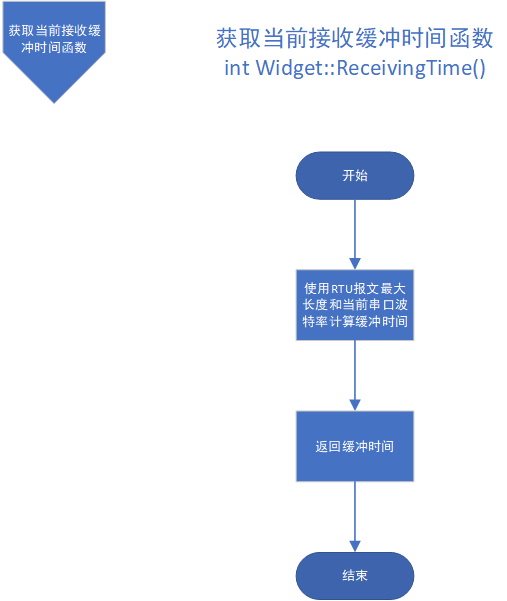 获取当前接收缓
冲时间函数
获取当前接收缓冲时间函数
int Widget::ReceivingTime()
开始
使用RTU报文最大
长度和当前串口波
特率计算缓冲时间
返回缓冲时间
结束